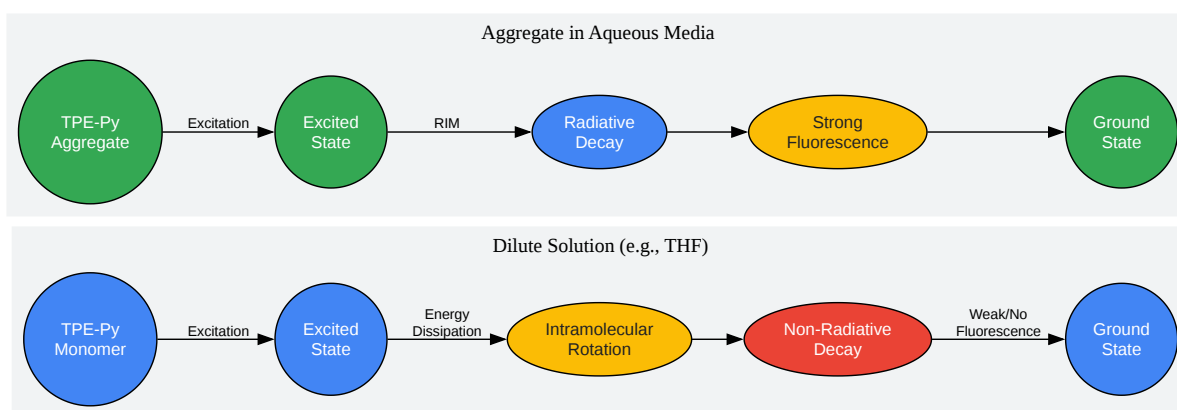 Aggregate in Aqueous Media
TPE-Py
Aggregate
Excitation
Excited
State
RIM
Radiative
Decay
Strong
Fluorescence
Ground
State
Dilute Solution (e.g., THF)
TPE-Py
Monomer
Excitation
Excited
State
Energy
Dissipation
Intramolecular
Rotation
Non-Radiative
Decay
Weak/No
Fluorescence
Ground
State